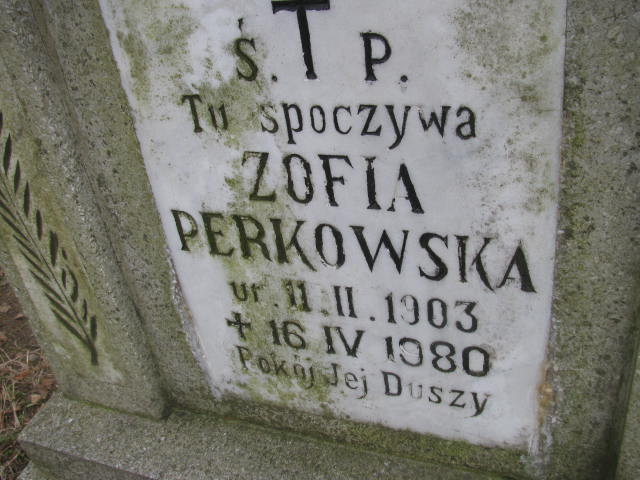 Ś. P.
Tu spoczywa
ZOFIA
PERKOWSKA
ur. 11.II.1903
+ 16 IV 1980
Pokój Jej Duszy